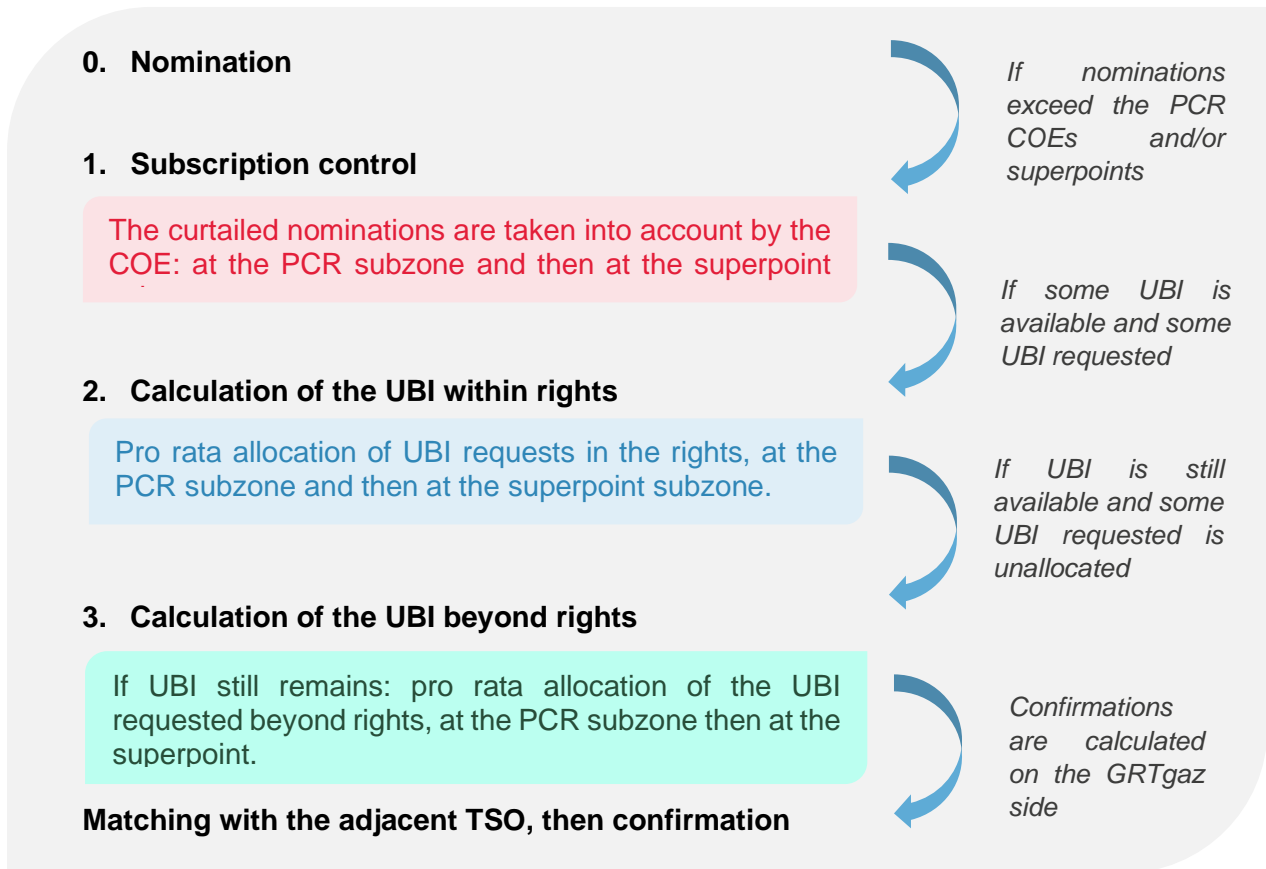 0. Nomination
If nominations
exceed the PCR
COEs and/or
superpoints
1. Subscription control
The curtailed nominations are taken into account by the
COE: at the PCR subzone and then at the superpoint
If some UBI is
available and some
UBI requested
2. Calculation of the UBI within rights
Pro rata allocation of UBI requests in the rights, at the
PCR subzone and then at the superpoint subzone.
If UBI is still
available and some
UBI requested is
unallocated
3. Calculation of the UBI beyond rights
If UBI still remains: pro rata allocation of the UBI
requested beyond rights, at the PCR subzone then at the
superpoint.
Confirmations
are calculated
on the GRTgaz
side
Matching with the adjacent TSO, then confirmation